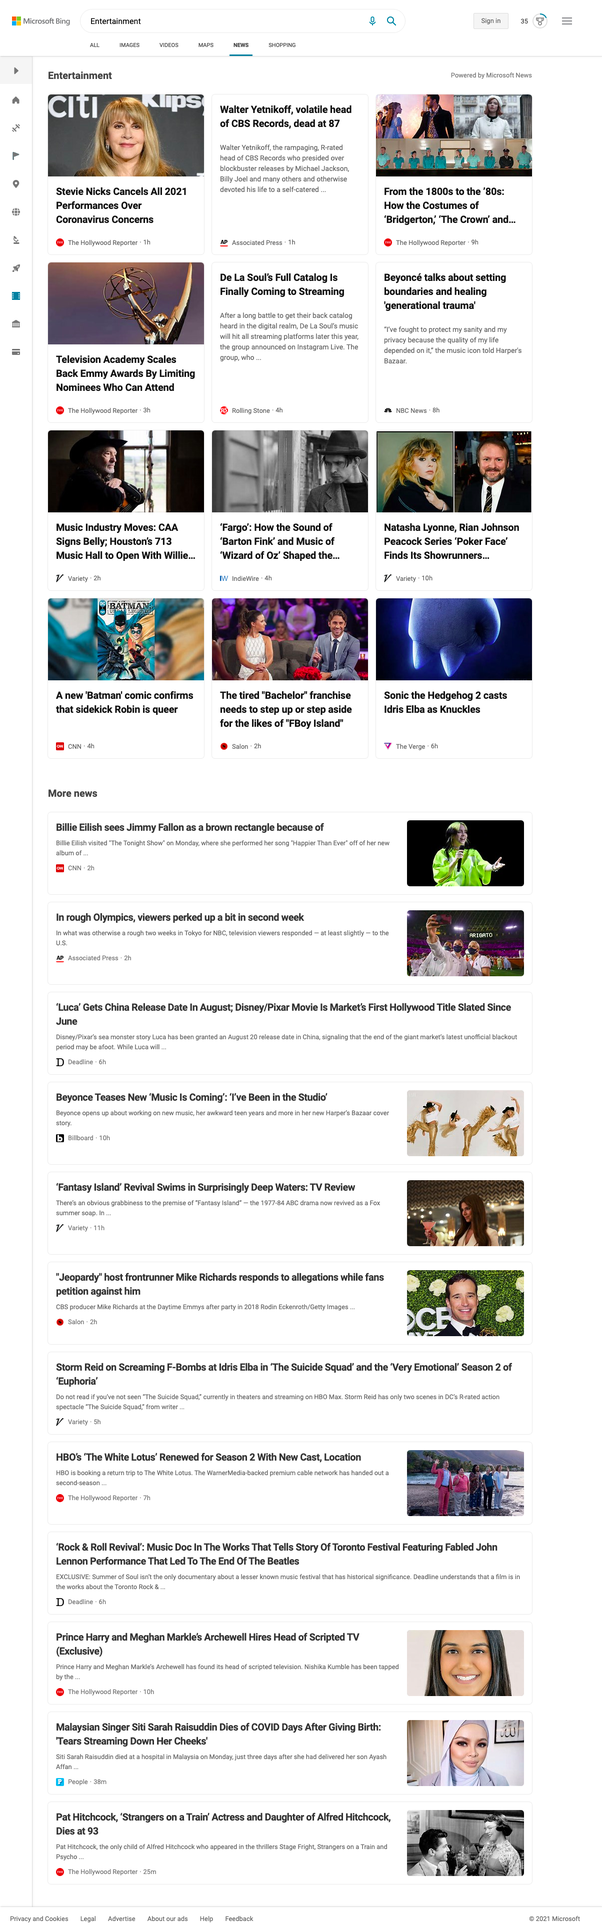 Microsoft Bing
Entertainment
Sign in
35
ALL
IMAGES
VIDEOS
MAPS
NEWS
SHOPPING
Entertainment
Powered by Microsoft News
citi Klips
Stevie Nicks Cancels All 2021
Performances Over
Coronavirus Concerns
The Hollywood Reporter · 1h
Walter Yetnikoff, volatile head
of CBS Records, dead at 87
Walter Yetnikoff, the rampaging, R-rated
head of CBS Records who presided over
blockbuster releases by Michael Jackson,
Billy Joel and many others and otherwise
devoted his life to a self-catered ...
AP Associated Press · 1h
From the 1800s to the '80s:
How the Costumes of
'Bridgerton,' 'The Crown' and...
The Hollywood Reporter · 9h
Television Academy Scales
Back Emmy Awards By Limiting
Nominees Who Can Attend
The Hollywood Reporter · 3h
De La Soul's Full Catalog Is
Finally Coming to Streaming
After a long battle to get their back catalog
heard in the digital realm, De La Soul's music
will hit all streaming platforms later this year,
the group announced on Instagram Live. The
group, who ...
Rolling Stone · 4h
Beyoncé talks about setting
boundaries and healing
'generational trauma'
"I've fought to protect my sanity and my
privacy because the quality of my life
depended on it," the music icon told Harper's
Bazaar.
NBC News · 8h
Music Industry Moves: CAA
Signs Belly; Houston's 713
Music Hall to Open With Willie...
Variety · 2h
'Fargo': How the Sound of
'Barton Fink' and Music of
'Wizard of Oz' Shaped the...
IW IndieWire · 4h
Natasha Lyonne, Rian Johnson
Peacock Series 'Poker Face'
Finds Its Showrunners...
Variety · 10h
BATMAN
A new 'Batman' comic confirms
that sidekick Robin is queer
CNN · 4h
The tired "Bachelor" franchise
needs to step up or step aside
for the likes of "FBoy Island"
Salon · 2h
Sonic the Hedgehog 2 casts
Idris Elba as Knuckles
The Verge · 6h
More news
Billie Eilish sees Jimmy Fallon as a brown rectangle because of
Billie Eilish visited "The Tonight Show" on Monday, where she performed her song "Happier Than Ever" off of her new
album of ...
CNN · 2h
In rough Olympics, viewers perked up a bit in second week
In what was otherwise a rough two weeks in Tokyo for NBC, television viewers responded — at least slightly — to the
U.S.
AP Associated Press · 2h
ARIGATO
'Luca' Gets China Release Date In August; Disney/Pixar Movie Is Market's First Hollywood Title Slated Since
June
Disney/Pixar's sea monster story Luca has been granted an August 20 release date in China, signaling that the end of the giant market's latest unofficial blackout
period may be afoot. While Luca will ...
Deadline · 6h
Beyonce Teases New 'Music Is Coming': 'I've Been in the Studio'
Beyonce opens up about working on new music, her awkward teen years and more in her new Harper's Bazaar cover
story.
Billboard · 10h
'Fantasy Island' Revival Swims in Surprisingly Deep Waters: TV Review
There's an obvious grabbiness to the premise of "Fantasy Island" — the 1977-84 ABC drama now revived as a Fox
summer soap. In ...
Variety · 11h
"Jeopardy" host frontrunner Mike Richards responds to allegations while fans
petition against him
CBS producer Mike Richards at the Daytime Emmys after party in 2018 Rodin Eckenroth/Getty Images ...
Salon · 2h
Storm Reid on Screaming F-Bombs at Idris Elba in 'The Suicide Squad' and the 'Very Emotional' Season 2 of
'Euphoria'
Do not read if you've not seen "The Suicide Squad," currently in theaters and streaming on HBO Max. Storm Reid has only two scenes in DC's R-rated action
spectacle "The Suicide Squad," from writer ...
Variety · 5h
HBO's 'The White Lotus' Renewed for Season 2 With New Cast, Location
HBO is booking a return trip to The White Lotus. The WarnerMedia-backed premium cable network has handed out a
second-season ...
The Hollywood Reporter · 7h
'Rock & Roll Revival': Music Doc In The Works That Tells Story Of Toronto Festival Featuring Fabled John
Lennon Performance That Led To The End Of The Beatles
EXCLUSIVE: Summer of Soul isn't the only documentary about a lesser known music festival that has historical significance. Deadline understands that a film is in
the works about the Toronto Rock & ...
Deadline · 6h
Prince Harry and Meghan Markle's Archewell Hires Head of Scripted TV
(Exclusive)
Prince Harry and Meghan Markle's Archewell has found its head of scripted television. Nishika Kumble has been tapped
by the ...
The Hollywood Reporter · 10h
Malaysian Singer Siti Sarah Raisuddin Dies of COVID Days After Giving Birth:
'Tears Streaming Down Her Cheeks'
Siti Sarah Raisuddin died at a hospital in Malaysia on Monday, just three days after she had delivered her son Ayash
Affan ...
People · 38m
Pat Hitchcock, 'Strangers on a Train' Actress and Daughter of Alfred Hitchcock,
Dies at 93
Pat Hitchcock, the only child of Alfred Hitchcock who appeared in the thrillers Stage Fright, Strangers on a Train and
Psycho ...
The Hollywood Reporter · 25m
Privacy and Cookies
Legal
Advertise
About our ads
Help
Feedback
© 2021 Microsoft